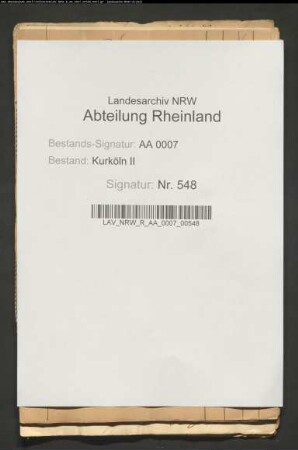 Landesarchiv NRW
Abteilung Rheinland
Bestands-Signatur: AA 0007
Bestand: Kurköln II
Signatur: Nr. 548
LAV_NRW_R_AA_0007_00548